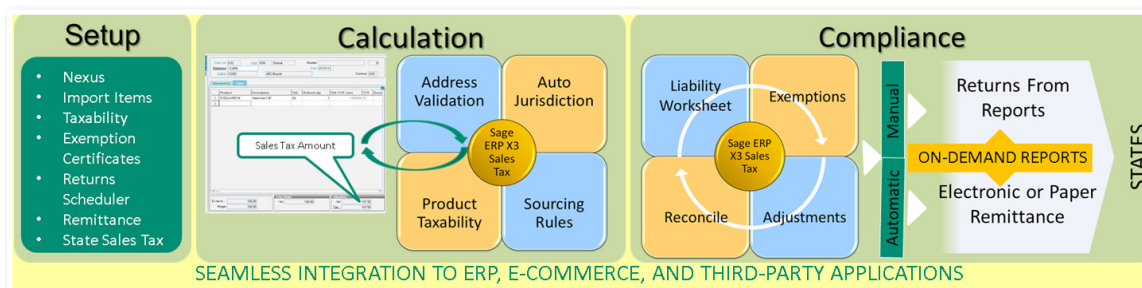 Setup
• Nexus
• Import Items
• Taxability
• Exemption
Certificates
• Returns
Scheduler
• Remittance
• State Sales Tax
Calculation
Sales Tax Amount
Address
Validation
Auto
Jurisdiction
Sage
ERP X3
Sales
Tax
Product
Taxability
Sourcing
Rules
Compliance
Liability
Worksheet
Exemptions
Sage ERP
X3 Sales
Tax
Reconcile
Adjustments
Manual
Automatic
Returns From
Reports
ON-DEMAND REPORTS
Electronic or Paper
Remittance
STATES
SEAMLESS INTEGRATION TO ERP, E-COMMERCE, AND THIRD-PARTY APPLICATIONS